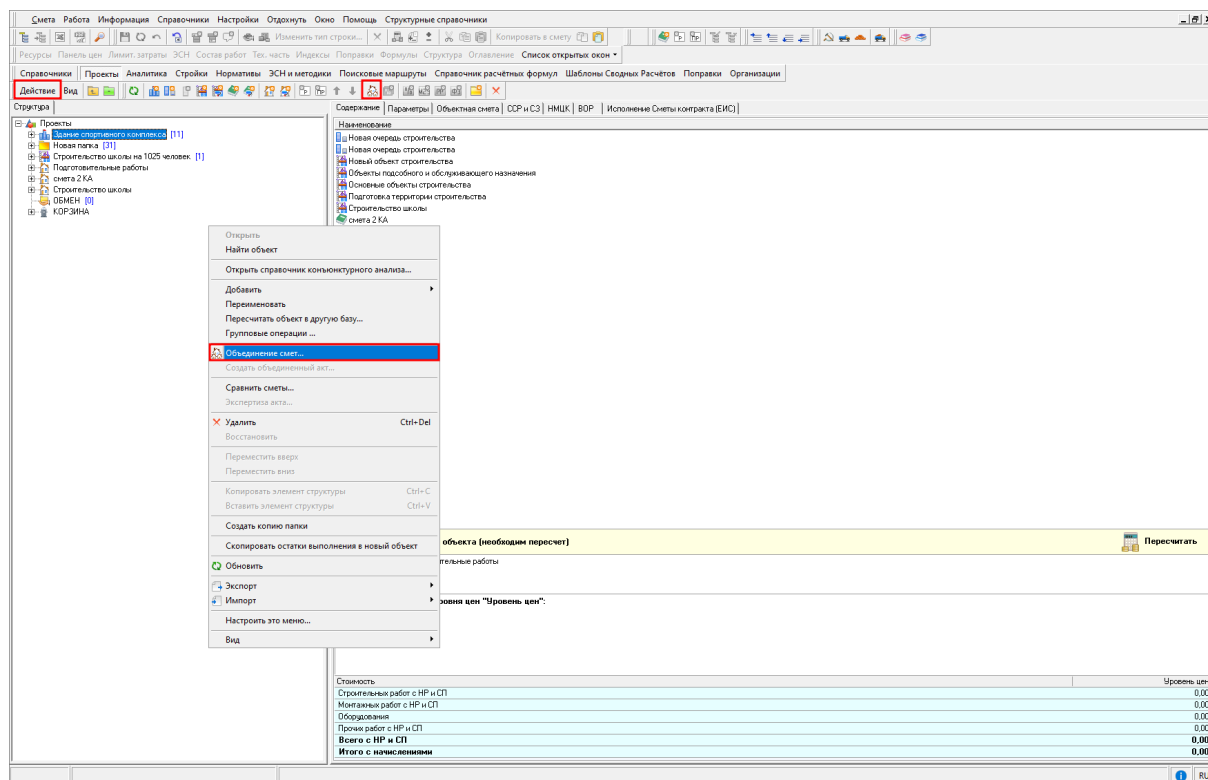 Смета Работа Информация Справочники Настройки Отдохнуть Окно Помощь Структурные справочники
Изменить тип строки... Копировать в смету
Ресурсы Панель цен Лимит. затраты ЭСН Состав работ Тех. часть Индексы Поправки Формулы Структура Оглавление Список открытых окон
Справочники Проекты Аналитика Стройки Нормативы ЭСН и методики Поисковые маршруты Справочник расчётных формул Шаблоны Сводных Расчётов Поправки Организации
Действие Вид
Структура
Проекты
Здание спортивного комплекса [11]
Новая папка [31]
Строительство школы на 1025 человек [1]
Подготовительные работы
смета 2 КА
Строительство школы
ОБМЕН [0]
КОРЗИНА
Содержание Параметры Объектная смета ССР и СЗ НМЦК ВОР Исполнение Сметы контракта (ЕИС)
Наименование
Новая очередь строительства
Новая очередь строительства
Новый объект строительства
Объекты подсобного и обслуживающего назначения
Основные объекты строительства
Подготовка территории строительства
Строительство школы
смета 2 КА
Открыть
Найти объект
Открыть справочник конъюнктурного анализа...
Добавить
Переименовать
Пересчитать объект в другую базу...
Групповые операции ...
Объединение смет...
Создать объединенный акт...
Сравнить сметы...
Экспертиза акта...
Удалить Ctrl+Del
Восстановить
Переместить вверх
Переместить вниз
Копировать элемент структуры Ctrl+C
Вставить элемент структуры Ctrl+V
Создать копию папки
Скопировать остатки выполнения в новый объект
Обновить
Экспорт
Импорт
Настроить это меню...
Вид
объекта (необходим пересчет) Пересчитать
тельные работы
ровня цен "Уровень цен":
Стоимость Уровень цен
Строительных работ с НР и СП 0,00
Монтажных работ с НР и СП 0,00
Оборудования 0,00
Прочих работ с НР и СП 0,00
Всего с НР и СП 0,00
Итого с начислениями 0,00
RU